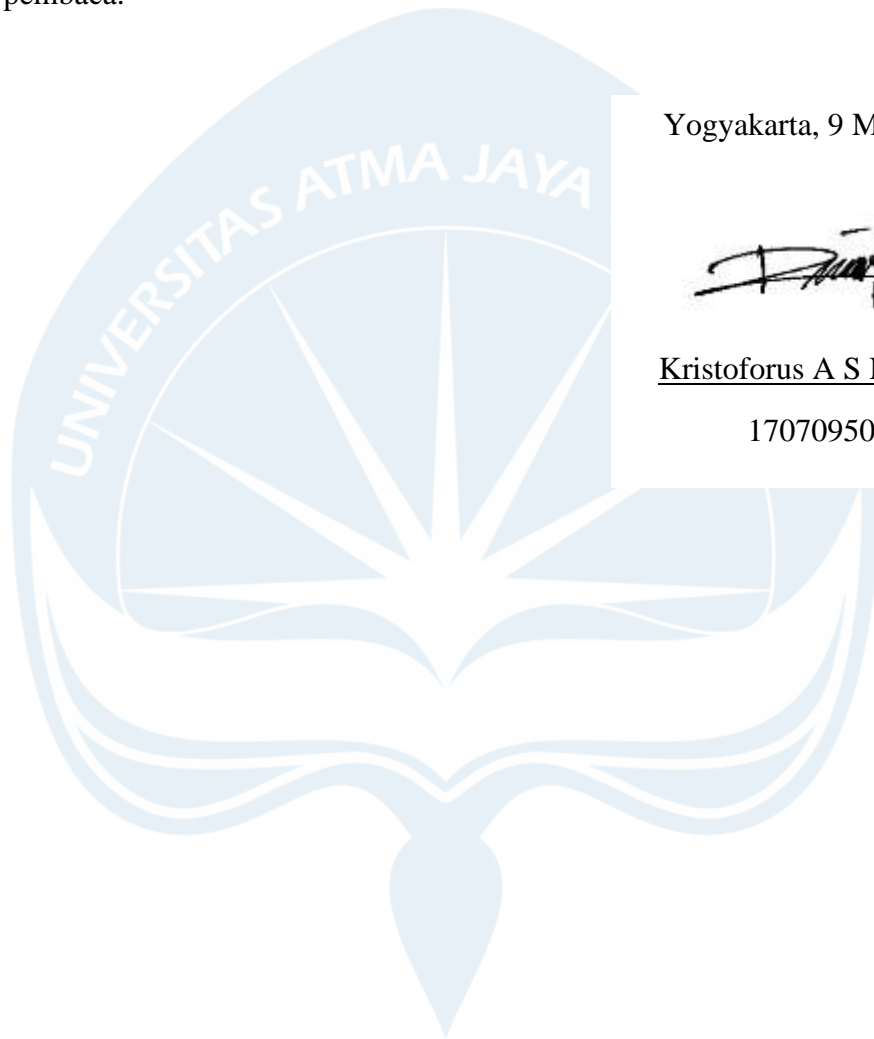 pembaca.
Yogyakarta, 9 M
UNIVERSITAS ATMA JAYA
Kristoforus A S
17070950